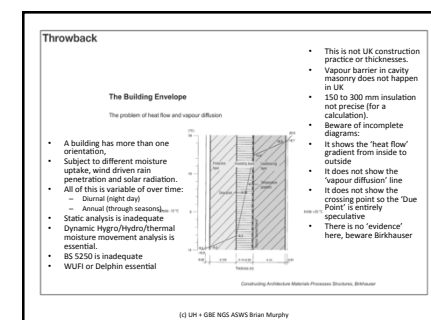 Throwback
The Building Envelope
The problem of heat flow and vapour diffusion
• A building has more than one
orientation,
• Subject to different moisture
uptake, wind driven rain
penetration and solar radiation.
• All of this is variable of over time:
– Diurnal (night day)
– Annual (through seasons)
• Static analysis is inadequate
• Dynamic Hygro/Hydro/thermal
moisture movement analysis is
essential.
• BS 5250 is inadequate
• WUFI or Delphin essential
• This is not UK construction
practice or thicknesses.
• Vapour barrier in cavity
masonry does not happen
in UK
• 150 to 300 mm insulation
not precise (for a
calculation).
• Beware of incomplete
diagrams:
• It shows the 'heat flow'
gradient from inside to
outside
• It does not show the
'vapour diffusion' line
• It does not show the
crossing point so the 'Due
Point' is entirely
speculative
• There is no 'evidence'
here, beware Birkhauser
Constructing Architecture Materials Processes Structures, Birkhauser
(c) UH + GBE NGS ASWS Brian Murphy